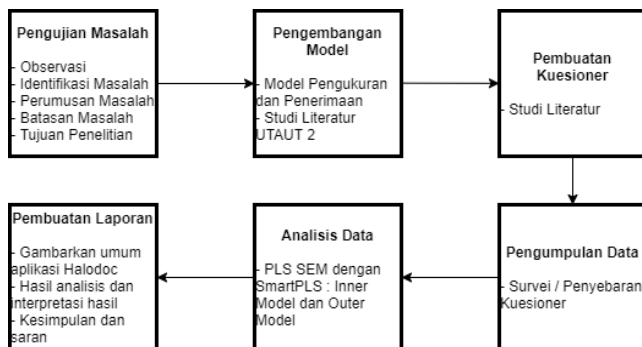 Pengujian Masalah
- Observasi
- Identifikasi Masalah
- Perumusan Masalah
- Batasan Masalah
- Tujuan Penelitian
Pengembangan
Model
- Model Pengukuran
dan Penerimaan
- Studi Literatur
UTAUT 2
Pembuatan
Kuesioner
- Studi Literatur
Pengumpulan Data
- Survei / Penyebaran
Kuesioner
Analisis Data
- PLS SEM dengan
SmartPLS : Inner
Model dan Outer
Model
Pembuatan Laporan
- Gambarkan umum
aplikasi Halodoc
- Hasil analisis dan
interpretasi hasil
- Kesimpulan dan
saran